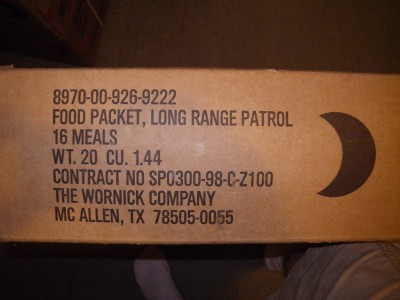 8970-00-926-9222
FOOD PACKET, LONG RANGE PATROL
16 MEALS
WT. 20 CU. 1.44
CONTRACT NO SP0300-98-C-Z100
THE WORNICK COMPANY
MC ALLEN, TX 78505-0055